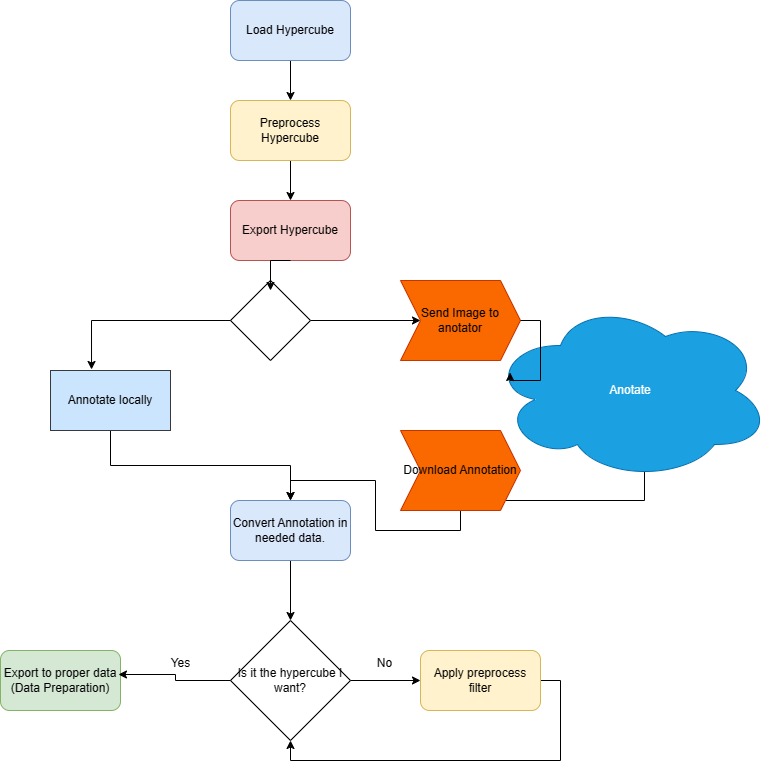 Load Hypercube
Preprocess
Hypercube
Export Hypercube
Send Image to
anotator
Annotate locally
Anotate
Download Annotation
Convert Annotation in
needed data.
Is it the hypercube I
want?
Yes
No
Export to proper data
(Data Preparation)
Apply preprocess
filter